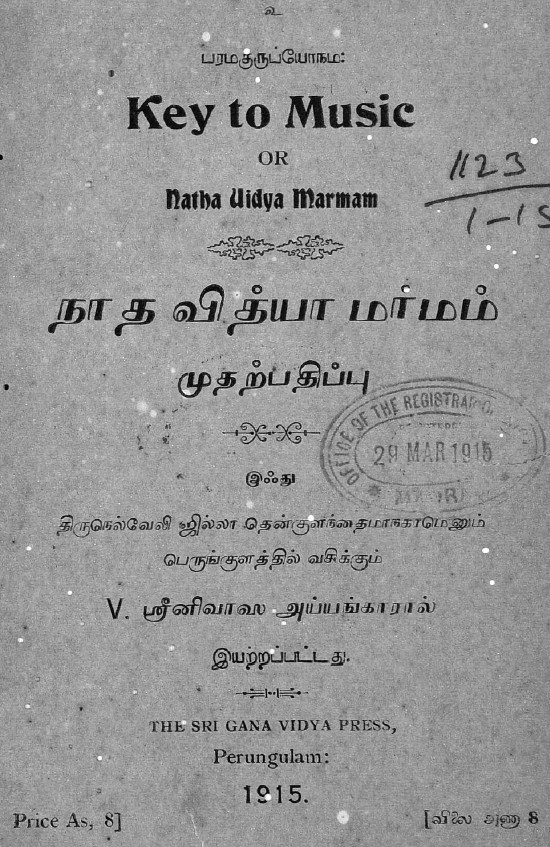 உ
பரமகுருப்யோநம:
Key to Music
OR
Natha Vidya Marmam
1123
1-15
நாத வித்யா மர்மம்
முதற்பதிப்பு
OFFICE OF THE REGISTRAR
29 MAR 1915
இஃது
திருநெல்வேலி ஜில்லா தென்குளந்தைமாநகராமெனும்
பெருங்குளத்தில் வசிக்கும்
V. ஸ்ரீனிவாஸ அய்யங்காரால்
இயற்றப்பட்டது.
THE SRI GANA VIDYA PRESS,
Perungulam:
1915.
Price As, 8] [விலை அணா 8